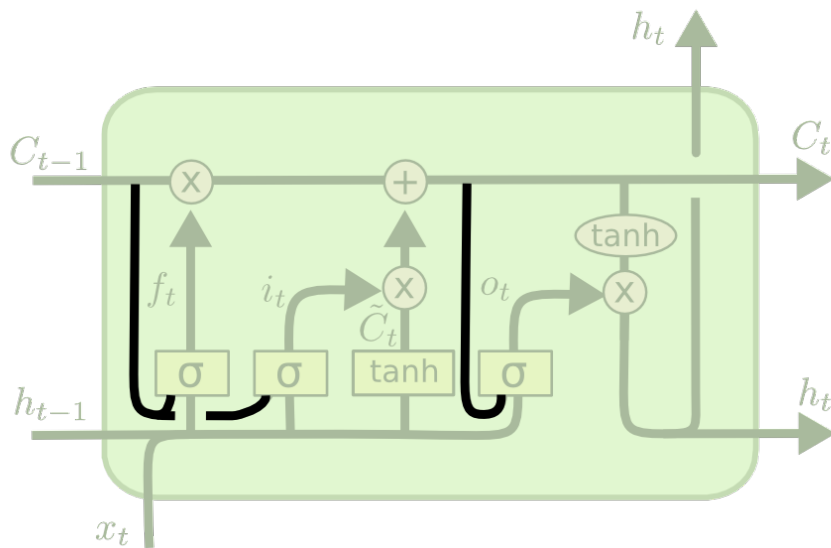 h_t
C_{t-1}
x
+
C_t
tanh
f_t
i_t
x
o_t
x
C̃_t
σ
σ
tanh
σ
h_{t-1}
h_t
x_t